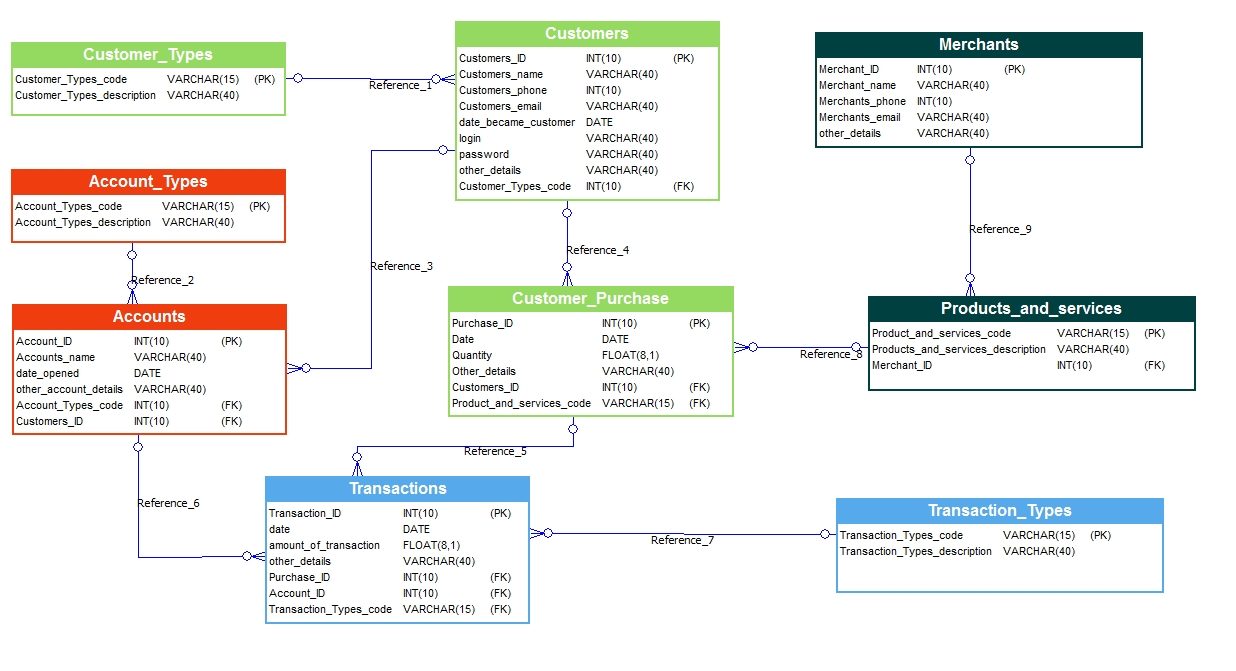 Customer_Types
Customer_Types_code VARCHAR(15) (PK)
Customer_Types_description VARCHAR(40)
Reference_1
Customers
Customers_ID INT(10) (PK)
Customers_name VARCHAR(40)
Customers_phone INT(10)
Customers_email VARCHAR(40)
date_became_customer DATE
login VARCHAR(40)
password VARCHAR(40)
other_details VARCHAR(40)
Customer_Types_code INT(10) (FK)
Merchants
Merchant_ID INT(10) (PK)
Merchant_name VARCHAR(40)
Merchants_phone INT(10)
Merchants_email VARCHAR(40)
other_details VARCHAR(40)
Account_Types
Account_Types_code VARCHAR(15) (PK)
Account_Types_description VARCHAR(40)
Reference_2
Reference_3
Reference_4
Reference_9
Accounts
Account_ID INT(10) (PK)
Accounts_name VARCHAR(40)
date_opened DATE
other_account_details VARCHAR(40)
Account_Types_code INT(10) (FK)
Customers_ID INT(10) (FK)
Customer_Purchase
Purchase_ID INT(10) (PK)
Date DATE
Quantity FLOAT(8,1)
Other_details VARCHAR(40)
Customers_ID INT(10) (FK)
Product_and_services_code VARCHAR(15) (FK)
Reference_8
Products_and_services
Product_and_services_code VARCHAR(15) (PK)
Products_and_services_description VARCHAR(40)
Merchant_ID INT(10) (FK)
Reference_5
Reference_6
Transactions
Transaction_ID INT(10) (PK)
date DATE
amount_of_transaction FLOAT(8,1)
other_details VARCHAR(40)
Purchase_ID INT(10) (FK)
Account_ID INT(10) (FK)
Transaction_Types_code VARCHAR(15) (FK)
Reference_7
Transaction_Types
Transaction_Types_code VARCHAR(15) (PK)
Transaction_Types_description VARCHAR(40)